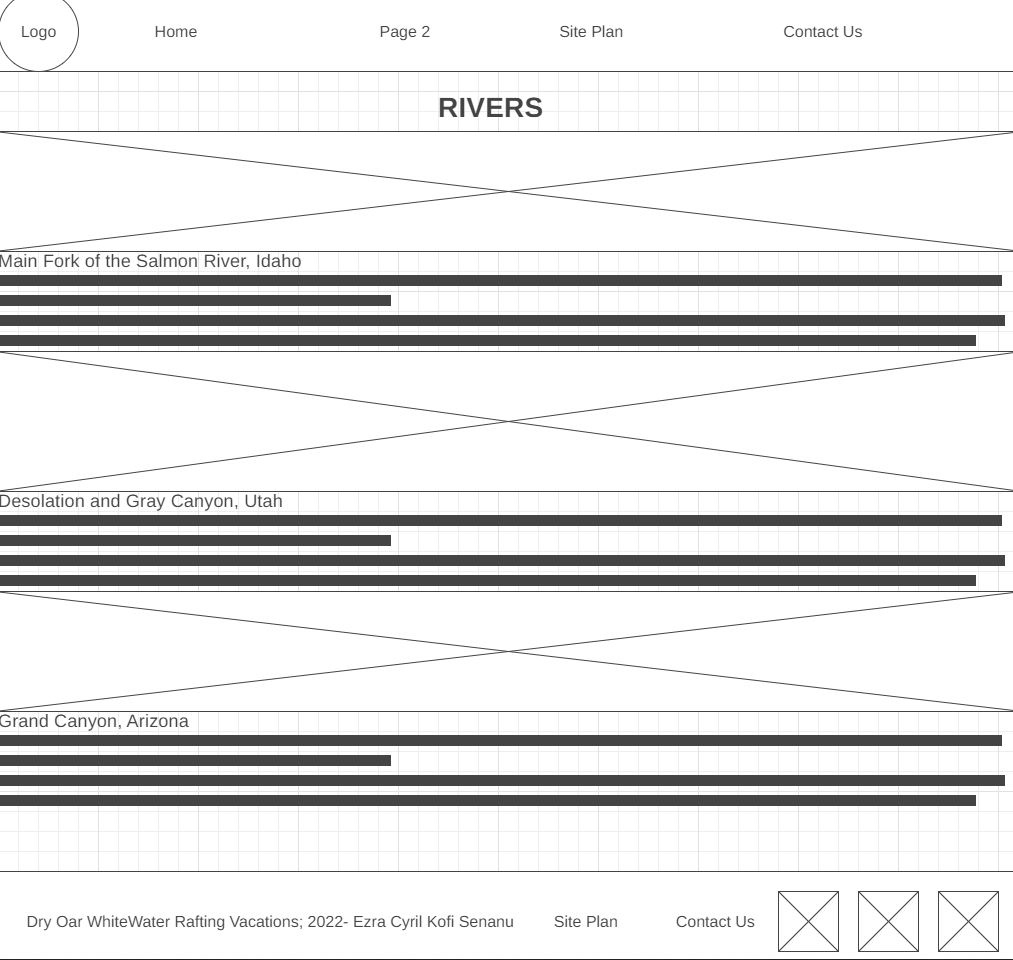 Logo Home Page 2 Site Plan Contact Us
RIVERS
Main Fork of the Salmon River, Idaho
Desolation and Gray Canyon, Utah
Grand Canyon, Arizona
Dry Oar WhiteWater Rafting Vacations; 2022- Ezra Cyril Kofi Senanu Site Plan Contact Us